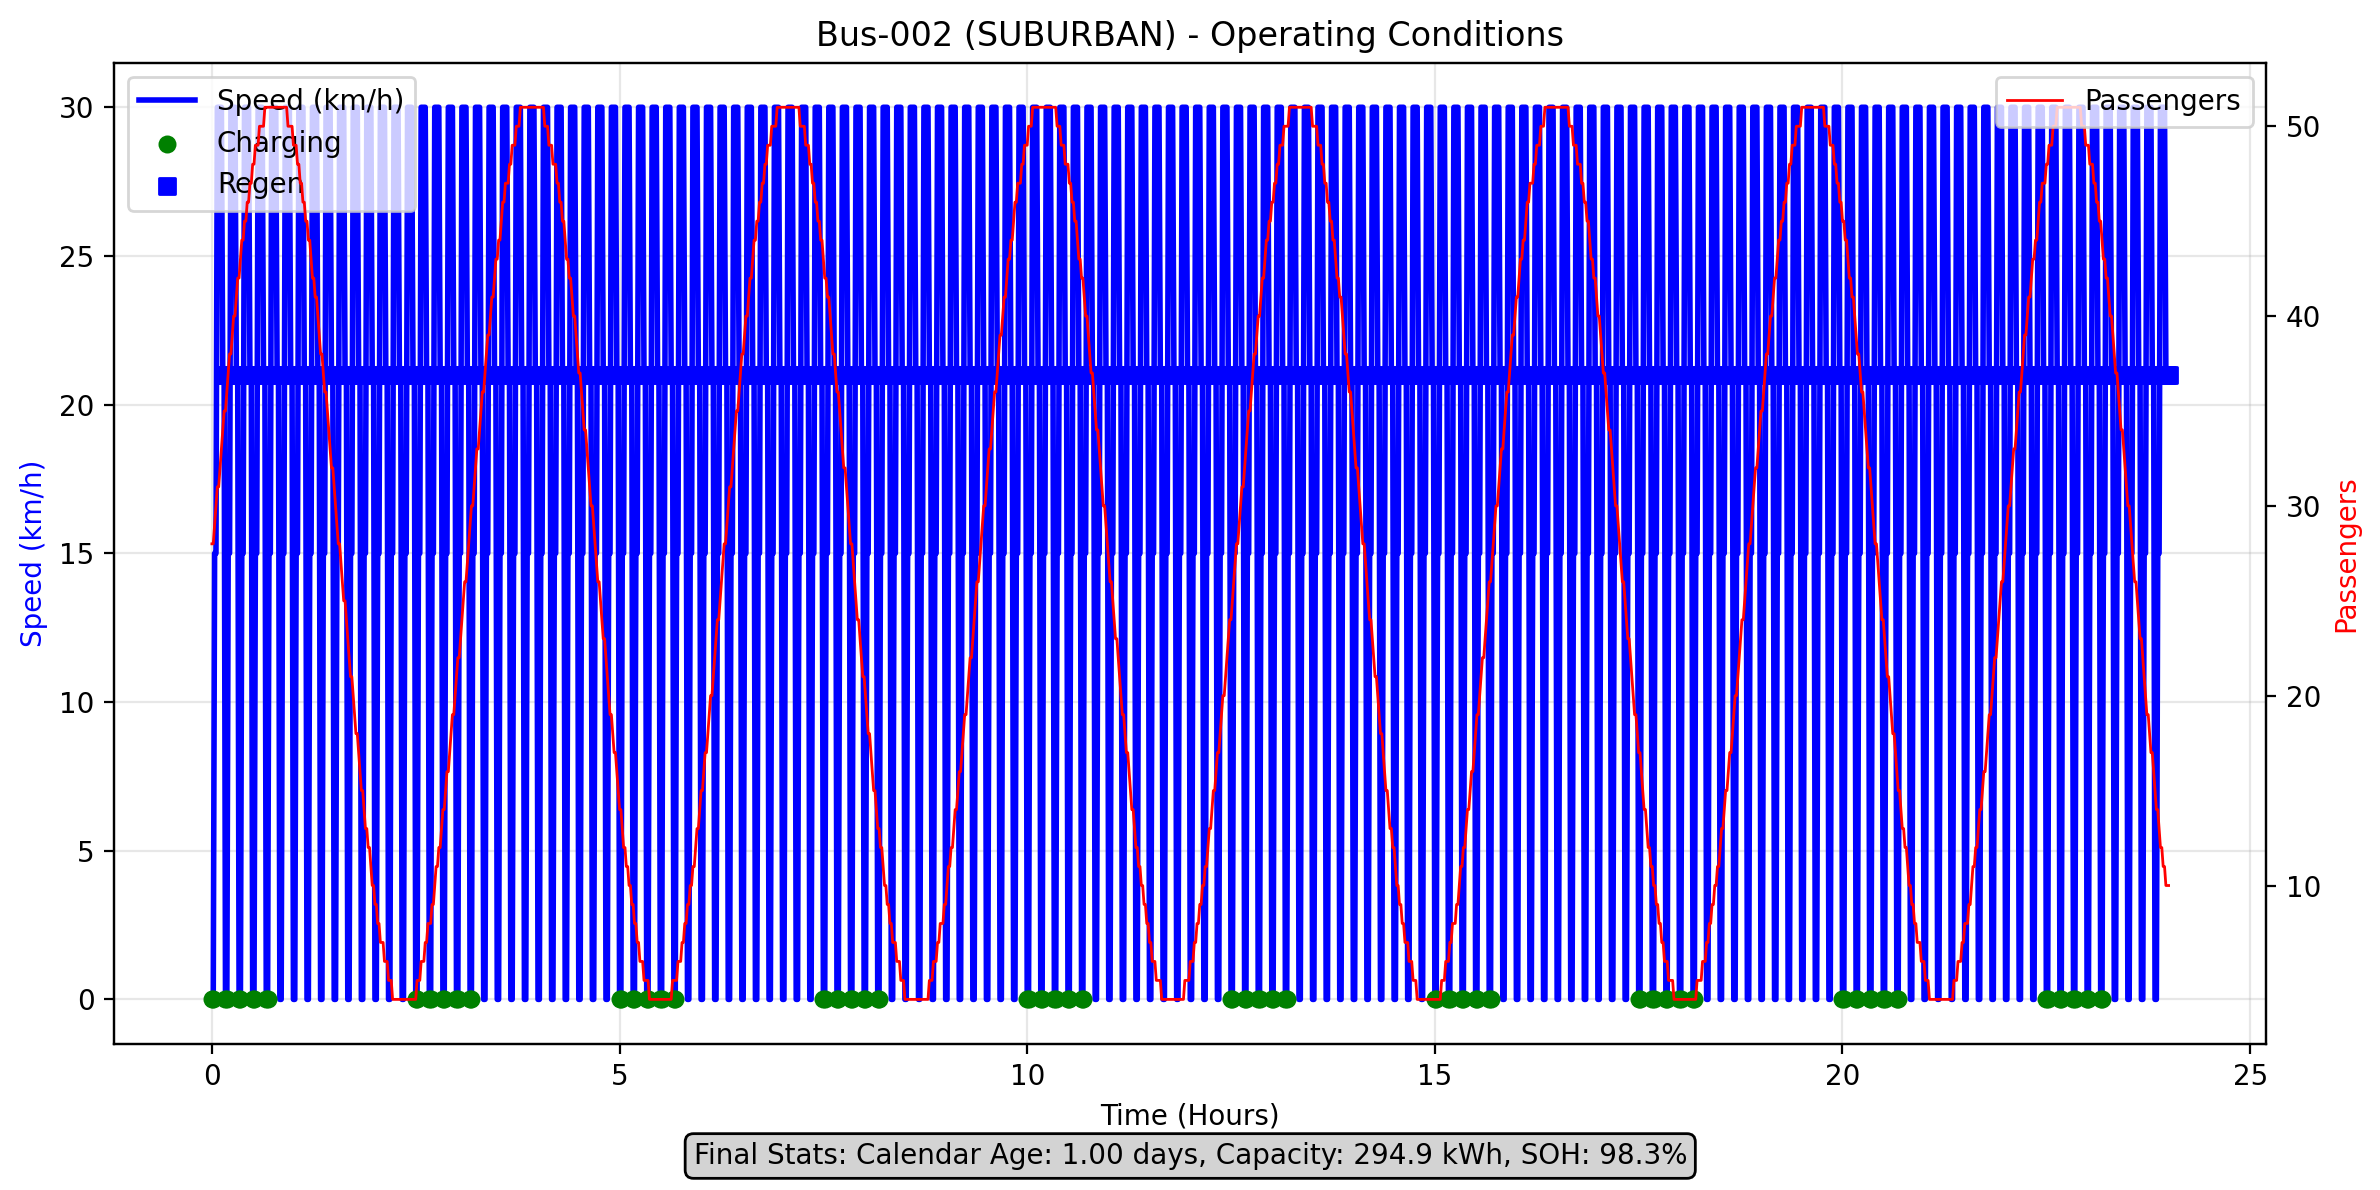 Bus-002 (SUBURBAN) - Operating Conditions
Speed (km/h)
Charging
Regen
Passengers
30
25
20
15
10
5
0
Speed (km/h)
50
40
30
20
10
Passengers
0 5 10 15 20 25
Time (Hours)
Final Stats: Calendar Age: 1.00 days, Capacity: 294.9 kWh, SOH: 98.3%